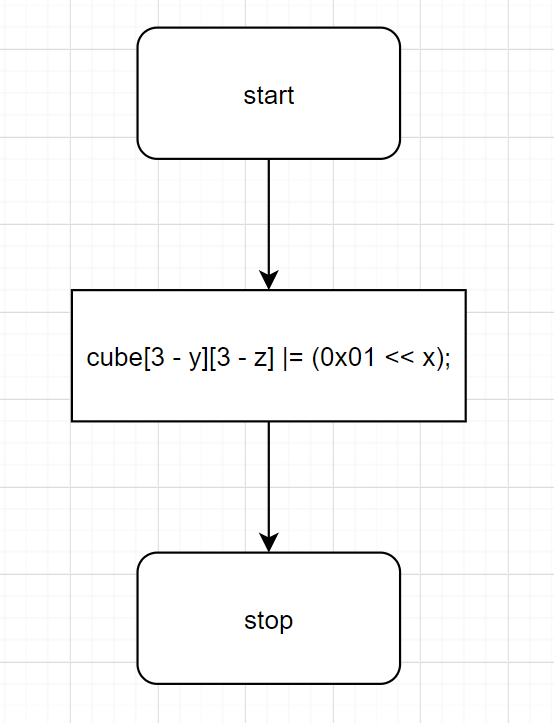 start
cube[3 - y][3 - z] |= (0x01 << x);
stop